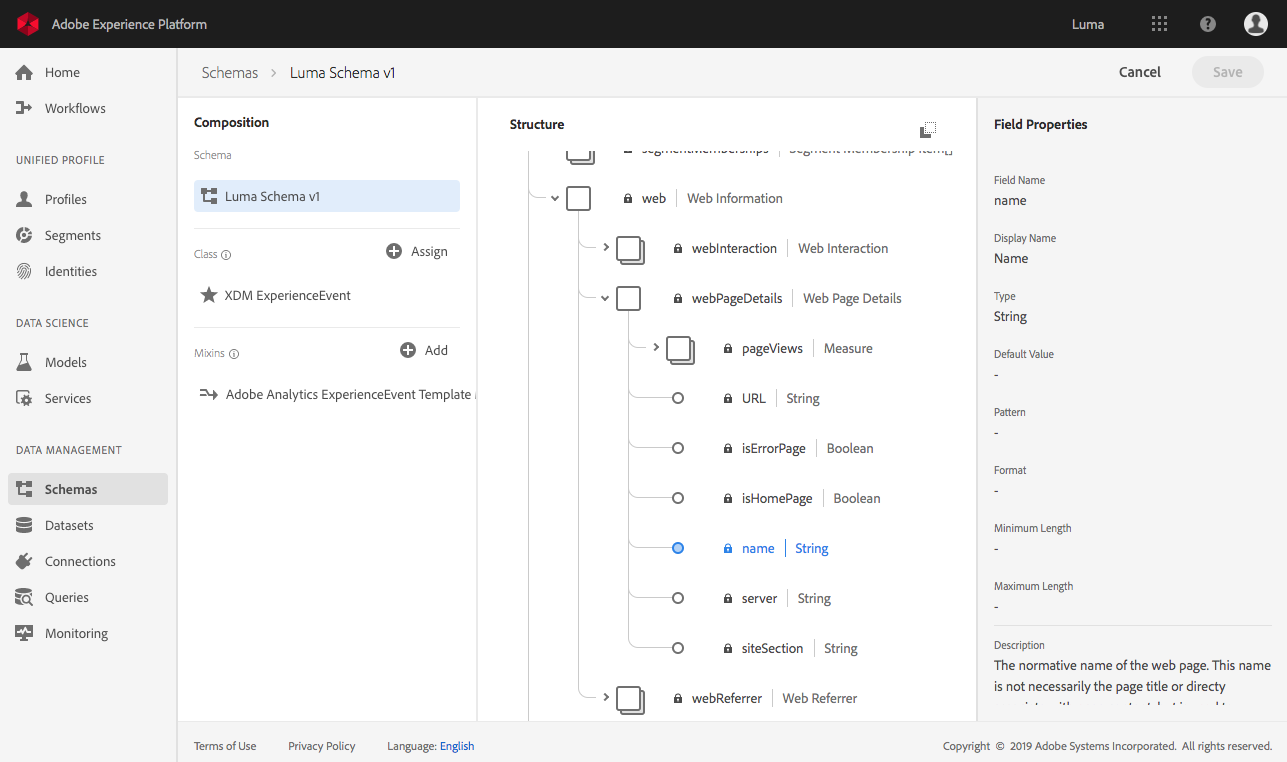 Adobe Experience Platform
Luma
Home
Workflows
UNIFIED PROFILE
Profiles
Segments
Identities
DATA SCIENCE
Models
Services
DATA MANAGEMENT
Schemas
Datasets
Connections
Queries
Monitoring
Schemas > Luma Schema v1
Cancel
Save
Composition
Schema
Luma Schema v1
Class
Assign
XDM ExperienceEvent
Mixins
Add
Adobe Analytics ExperienceEvent Template
Structure
segmentMemberships Segment Membership Item[]
web Web Information
webInteraction Web Interaction
webPageDetails Web Page Details
pageViews Measure
URL String
isErrorPage Boolean
isHomePage Boolean
name String
server String
siteSection String
webReferrer Web Referrer
Field Properties
Field Name
name
Display Name
Name
Type
String
Default Value
-
Pattern
-
Format
-
Minimum Length
-
Maximum Length
-
Description
The normative name of the web page. This name
is not necessarily the page title or directy
Terms of Use
Privacy Policy
Language: English
Copyright © 2019 Adobe Systems Incorporated. All rights reserved.